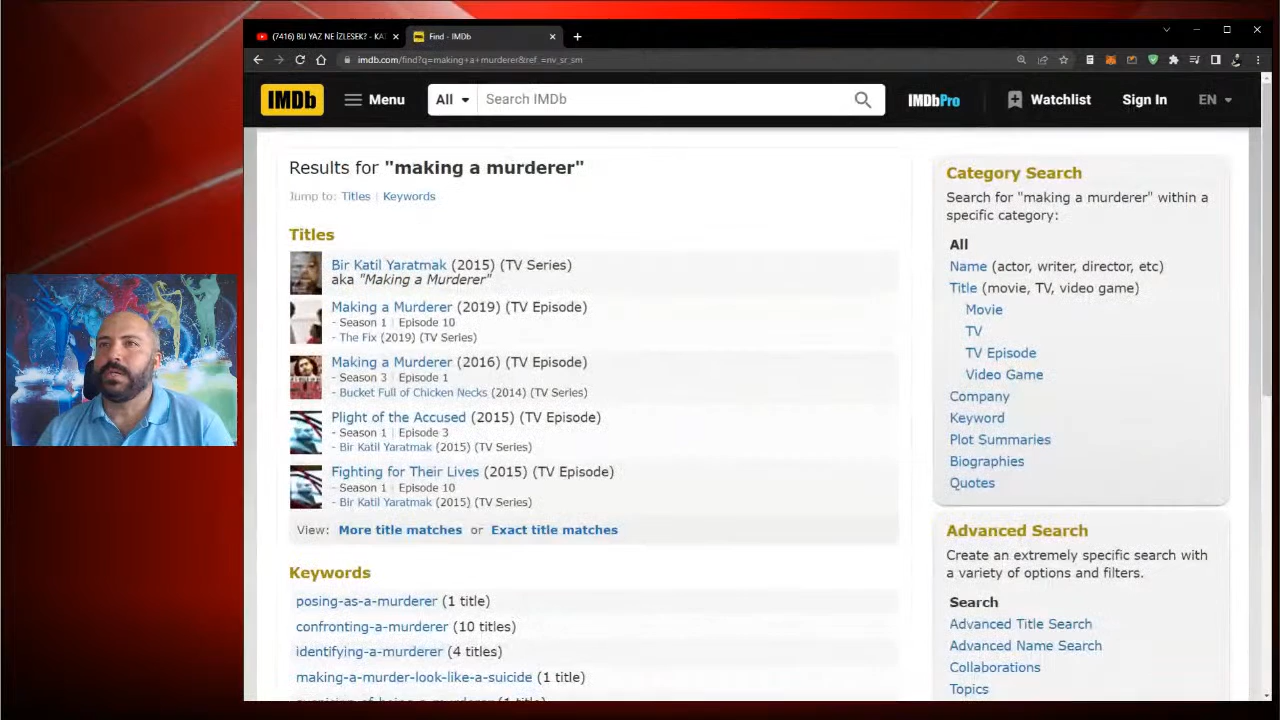 (7416) BU YAZ NE İZLESEK? - KA
Find - IMDb
imdb.com/find?q=making+a+murderer&ref_=nv_sr_sm
IMDb
Menu
All
Search IMDb
IMDbPro
Watchlist
Sign In
EN
Results for "making a murderer"
Jump to: Titles | Keywords
Titles
Bir Katil Yaratmak (2015) (TV Series)
aka "Making a Murderer"
Making a Murderer (2019) (TV Episode)
- Season 1 | Episode 10
- The Fix (2019) (TV Series)
Making a Murderer (2016) (TV Episode)
- Season 3 | Episode 1
- Bucket Full of Chicken Necks (2014) (TV Series)
Plight of the Accused (2015) (TV Episode)
- Season 1 | Episode 3
- Bir Katil Yaratmak (2015) (TV Series)
Fighting for Their Lives (2015) (TV Episode)
- Season 1 | Episode 10
- Bir Katil Yaratmak (2015) (TV Series)
View: More title matches or Exact title matches
Keywords
posing-as-a-murderer (1 title)
confronting-a-murderer (10 titles)
identifying-a-murderer (4 titles)
making-a-murder-look-like-a-suicide (1 title)
Category Search
Search for "making a murderer" within a
specific category:
All
Name (actor, writer, director, etc)
Title (movie, TV, video game)
Movie
TV
TV Episode
Video Game
Company
Keyword
Plot Summaries
Biographies
Quotes
Advanced Search
Create an extremely specific search with
a variety of options and filters.
Search
Advanced Title Search
Advanced Name Search
Collaborations
Topics